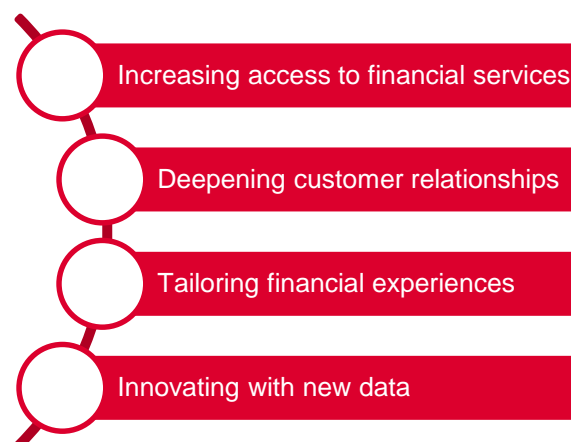 Increasing access to financial services
Deepening customer relationships
Tailoring financial experiences
Innovating with new data